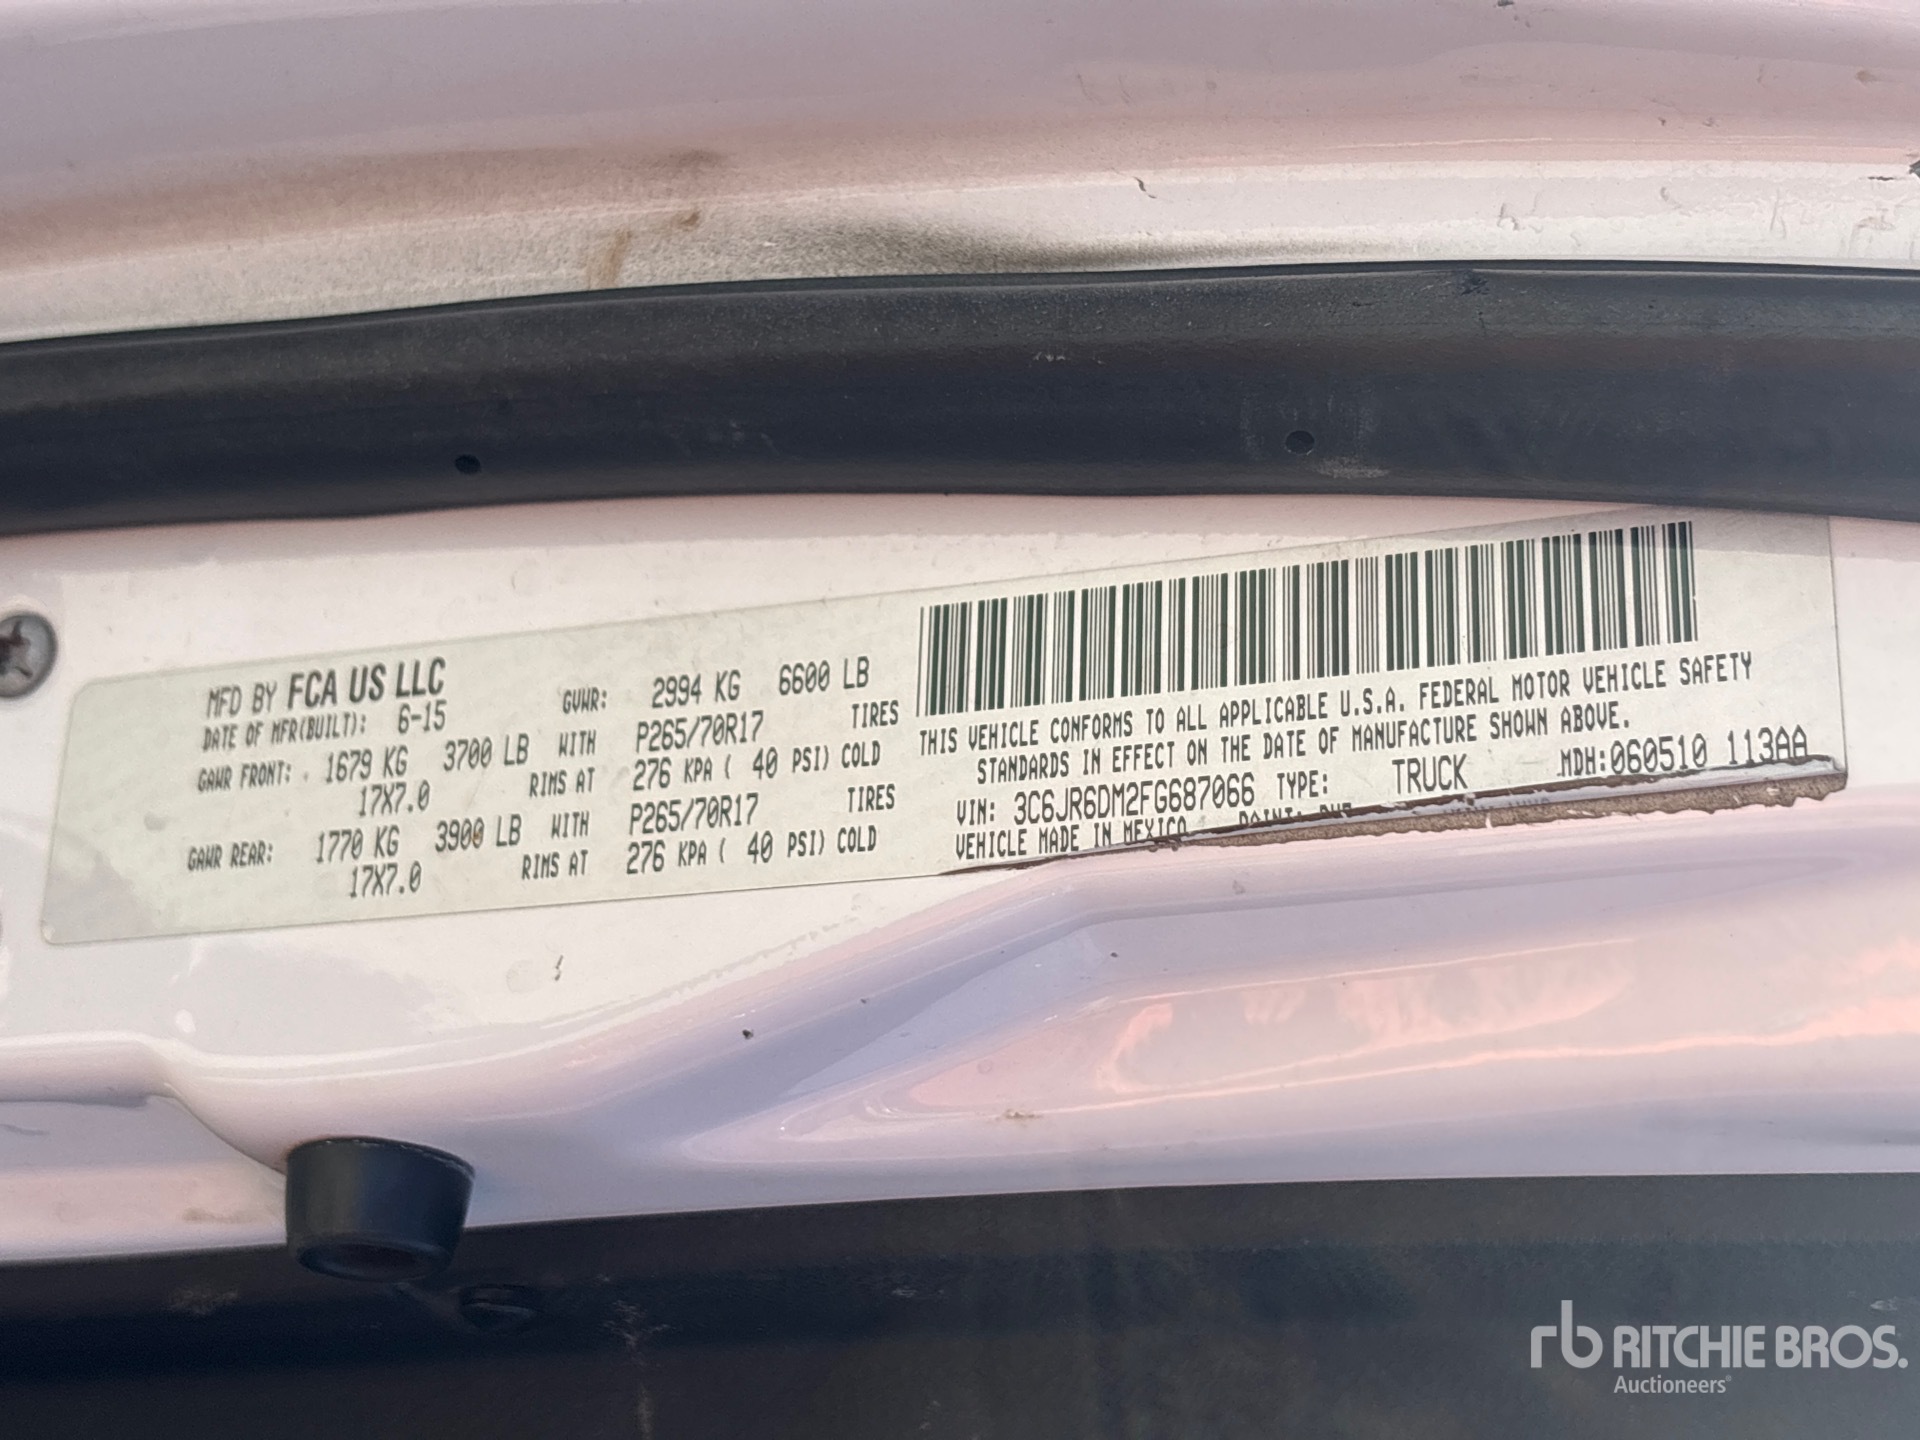 MFD BY FCA US LLC
DATE OF MFR(BUILT): 6-15 GVWR: 2994 KG 6600 LB
GAWR FRONT: 1679 KG 3700 LB WITH P265/70R17 TIRES
17X7.0 RIMS AT 276 KPA ( 40 PSI) COLD
GAWR REAR: 1770 KG 3900 LB WITH P265/70R17 TIRES
17X7.0 RIMS AT 276 KPA ( 40 PSI) COLD
THIS VEHICLE CONFORMS TO ALL APPLICABLE U.S.A. FEDERAL MOTOR VEHICLE SAFETY
STANDARDS IN EFFECT ON THE DATE OF MANUFACTURE SHOWN ABOVE.
VIN: 3C6JR6DM2FG687066 TYPE: TRUCK MDH:060510 113AA
VEHICLE MADE IN MEXICO PAINT:
rb RITCHIE BROS.
Auctioneers